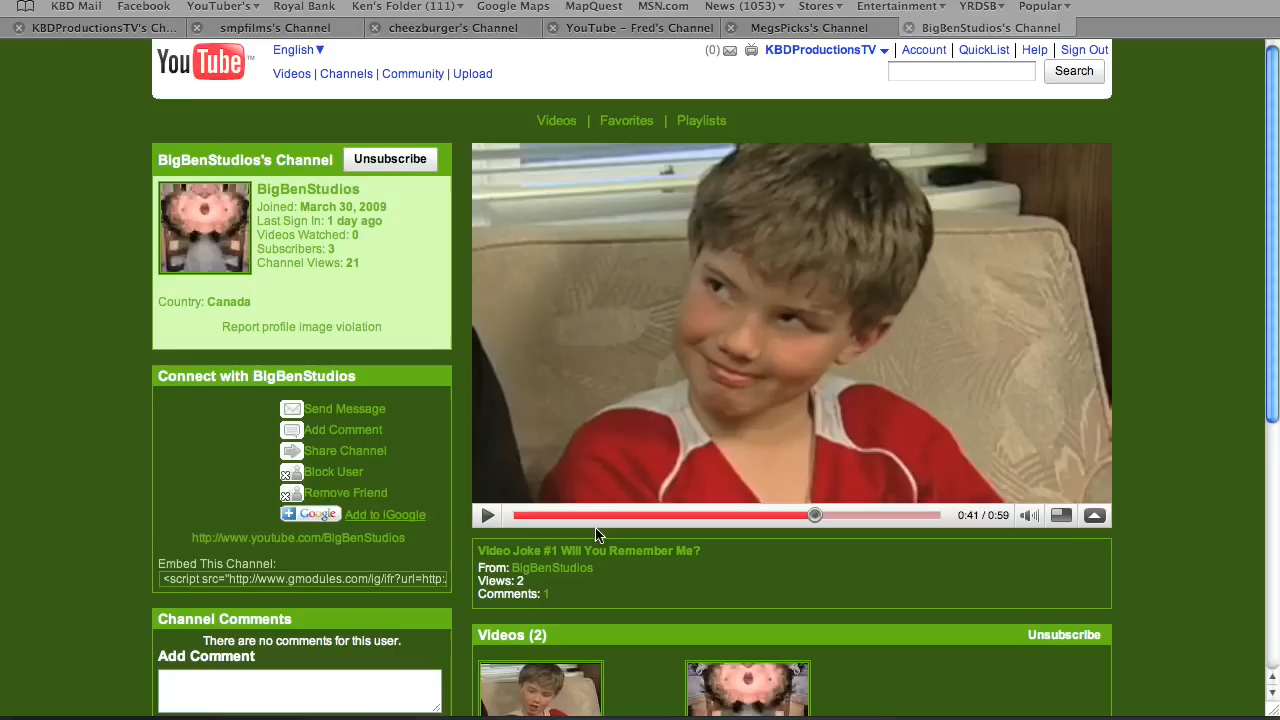 KBD Mail Facebook YouTube's Royal Bank Ken's Folder (111) Google Maps MapQuest MSN.com News (1053) Stores Entertainment YRDSB Popular
KBDProductionsTV's Ch... smpfilms's Channel cheezburger's Channel YouTube – Fred's Channel MegsPicks's Channel BigBenStudios's Channel
YouTube TM
English
(0) KBDProductionsTV | Account | QuickList | Help | Sign Out
Videos | Channels | Community | Upload
Search
Videos | Favorites | Playlists
BigBenStudios's Channel Unsubscribe
BigBenStudios
Joined: March 30, 2009
Last Sign In: 1 day ago
Videos Watched: 0
Subscribers: 3
Channel Views: 21
Country: Canada
Report profile image violation
Connect with BigBenStudios
Send Message
Add Comment
Share Channel
Block User
Remove Friend
Google Add to iGoogle
http://www.youtube.com/BigBenStudios
Embed This Channel:
<script src="http://www.gmodules.com/ig/ifr?url=http:
Channel Comments
There are no comments for this user.
Add Comment
0:41 / 0:59
Video Joke #1 Will You Remember Me?
From: BigBenStudios
Views: 2
Comments: 1
Videos (2) Unsubscribe